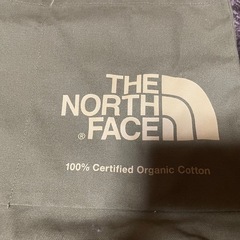 THE
NORTH
® FACE
100% Certified Organic Cotton